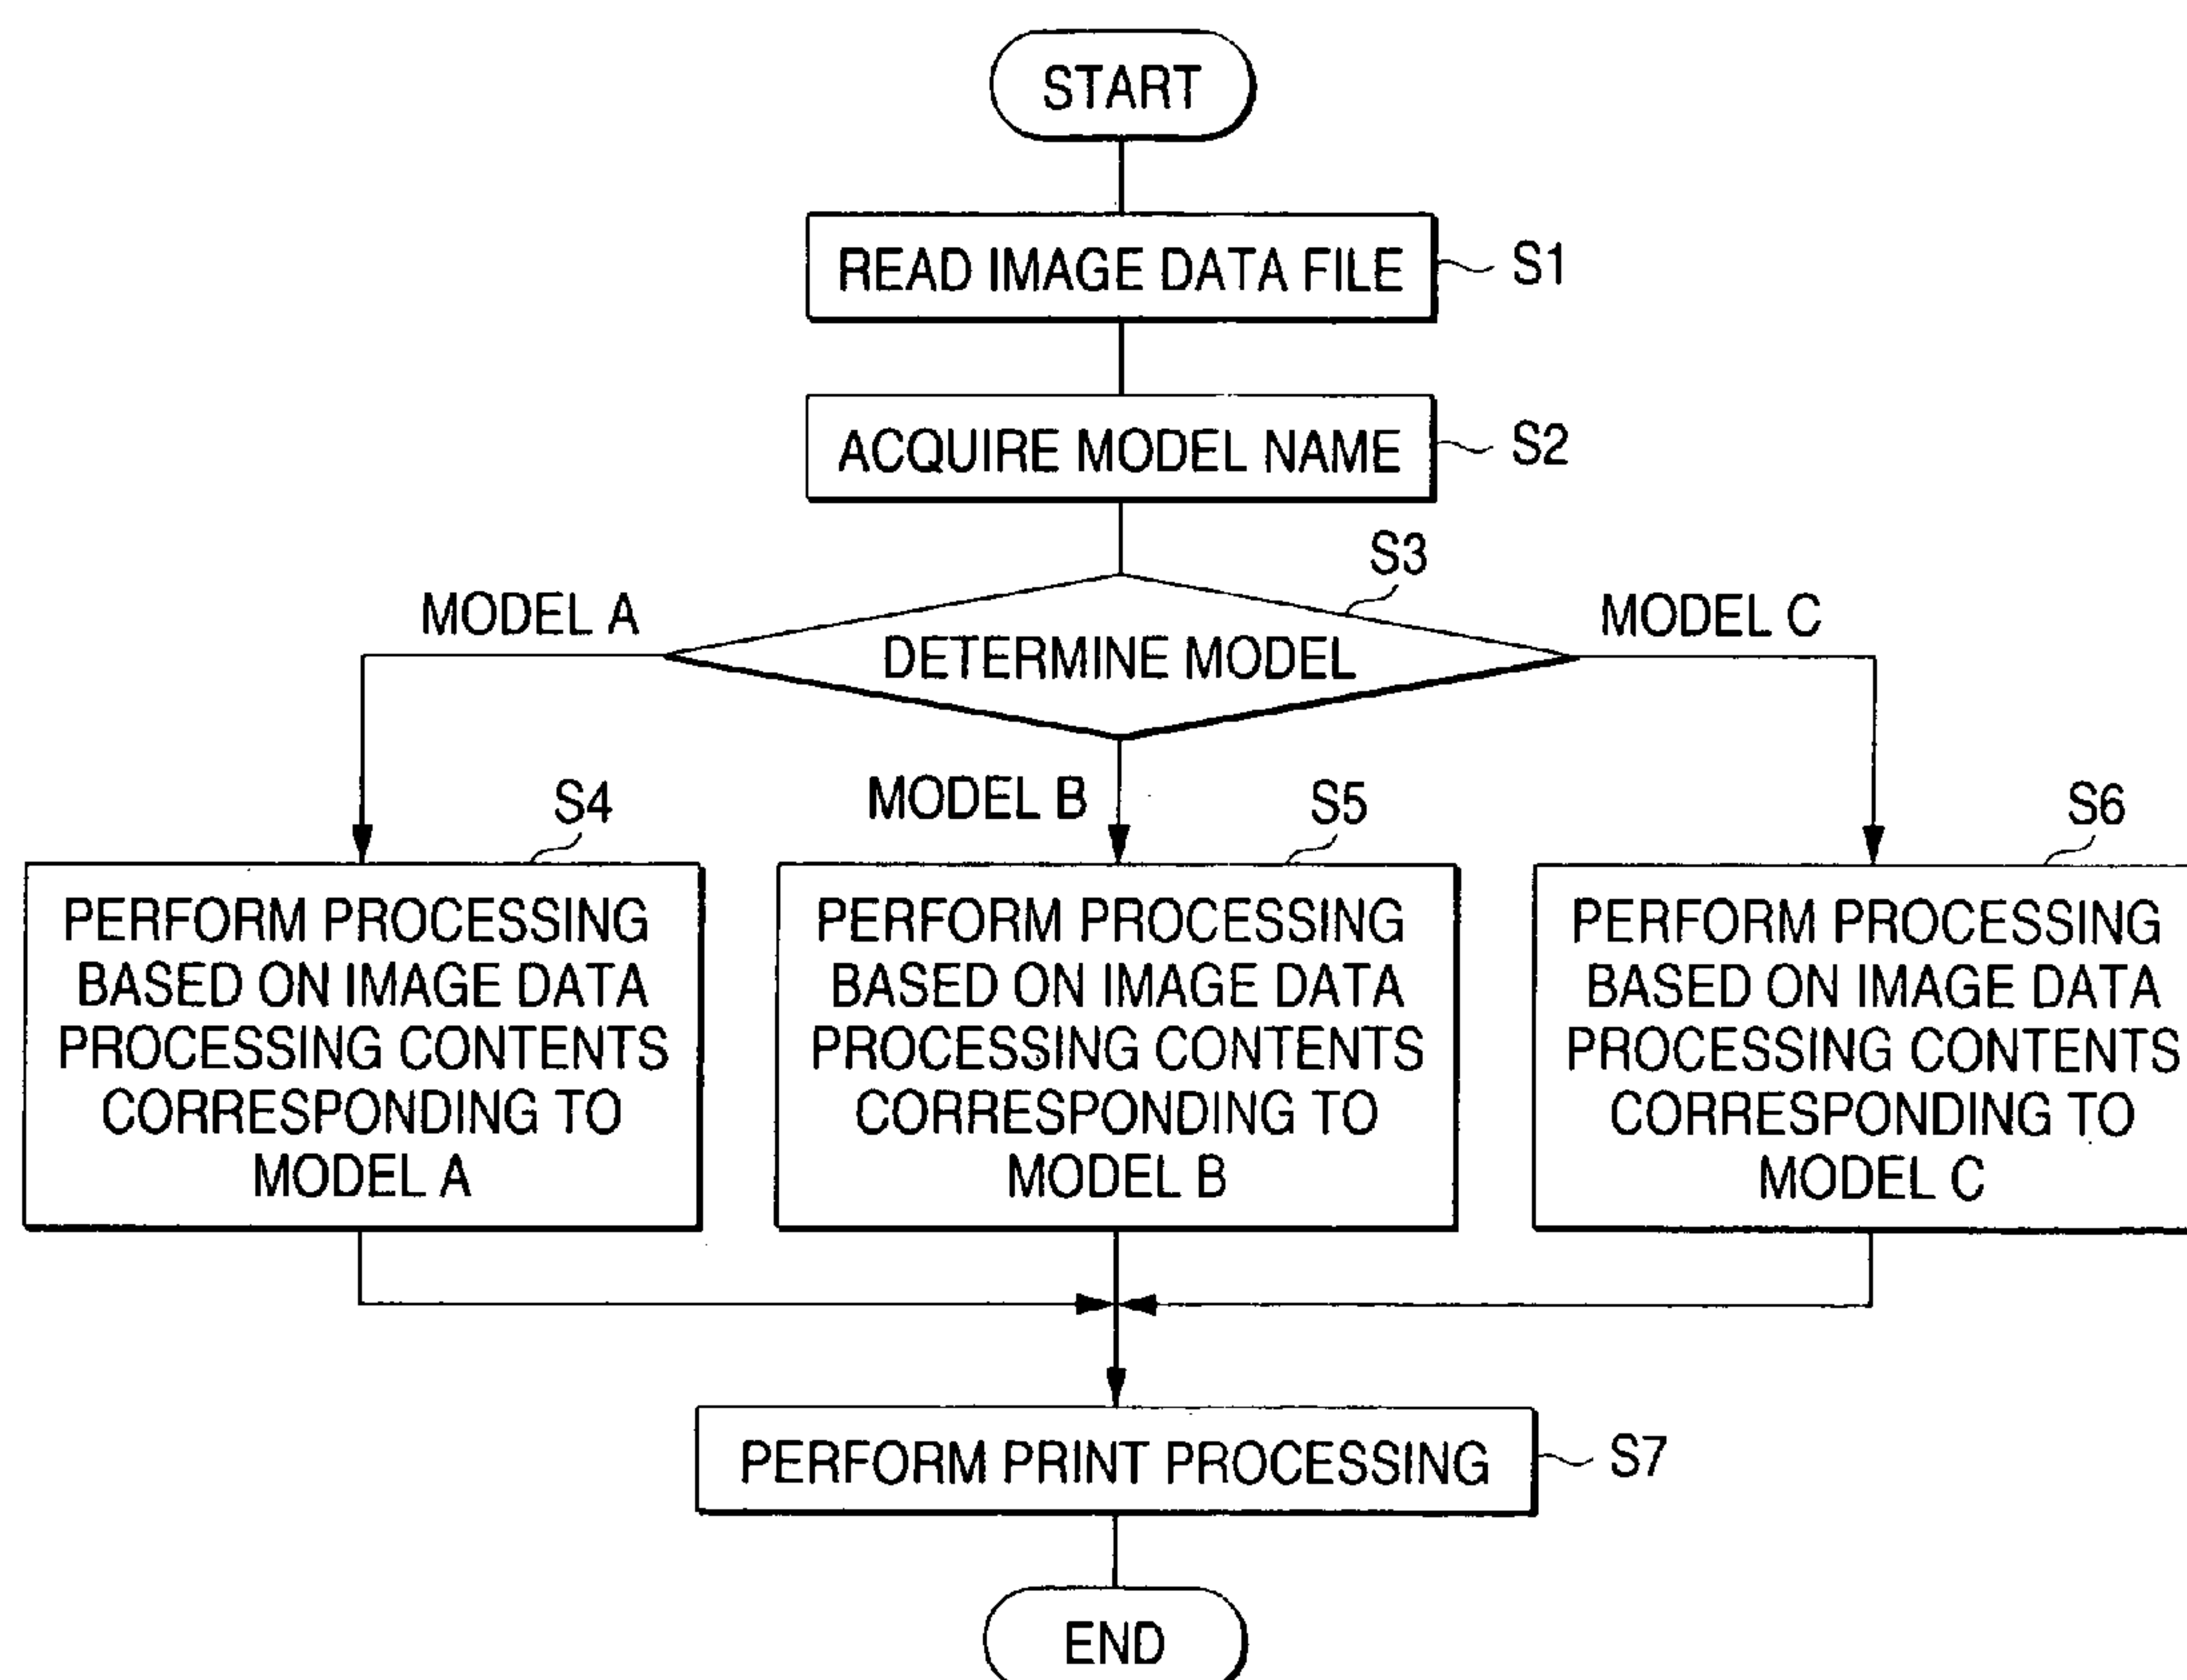 START
READ IMAGE DATA FILE
S1
ACQUIRE MODEL NAME
S2
S3
MODEL A
DETERMINE MODEL
MODEL C
MODEL B
S4
PERFORM PROCESSING
BASED ON IMAGE DATA
PROCESSING CONTENTS
CORRESPONDING TO
MODEL A
S5
PERFORM PROCESSING
BASED ON IMAGE DATA
PROCESSING CONTENTS
CORRESPONDING TO
MODEL B
S6
PERFORM PROCESSING
BASED ON IMAGE DATA
PROCESSING CONTENTS
CORRESPONDING TO
MODEL C
PERFORM PRINT PROCESSING
S7
END